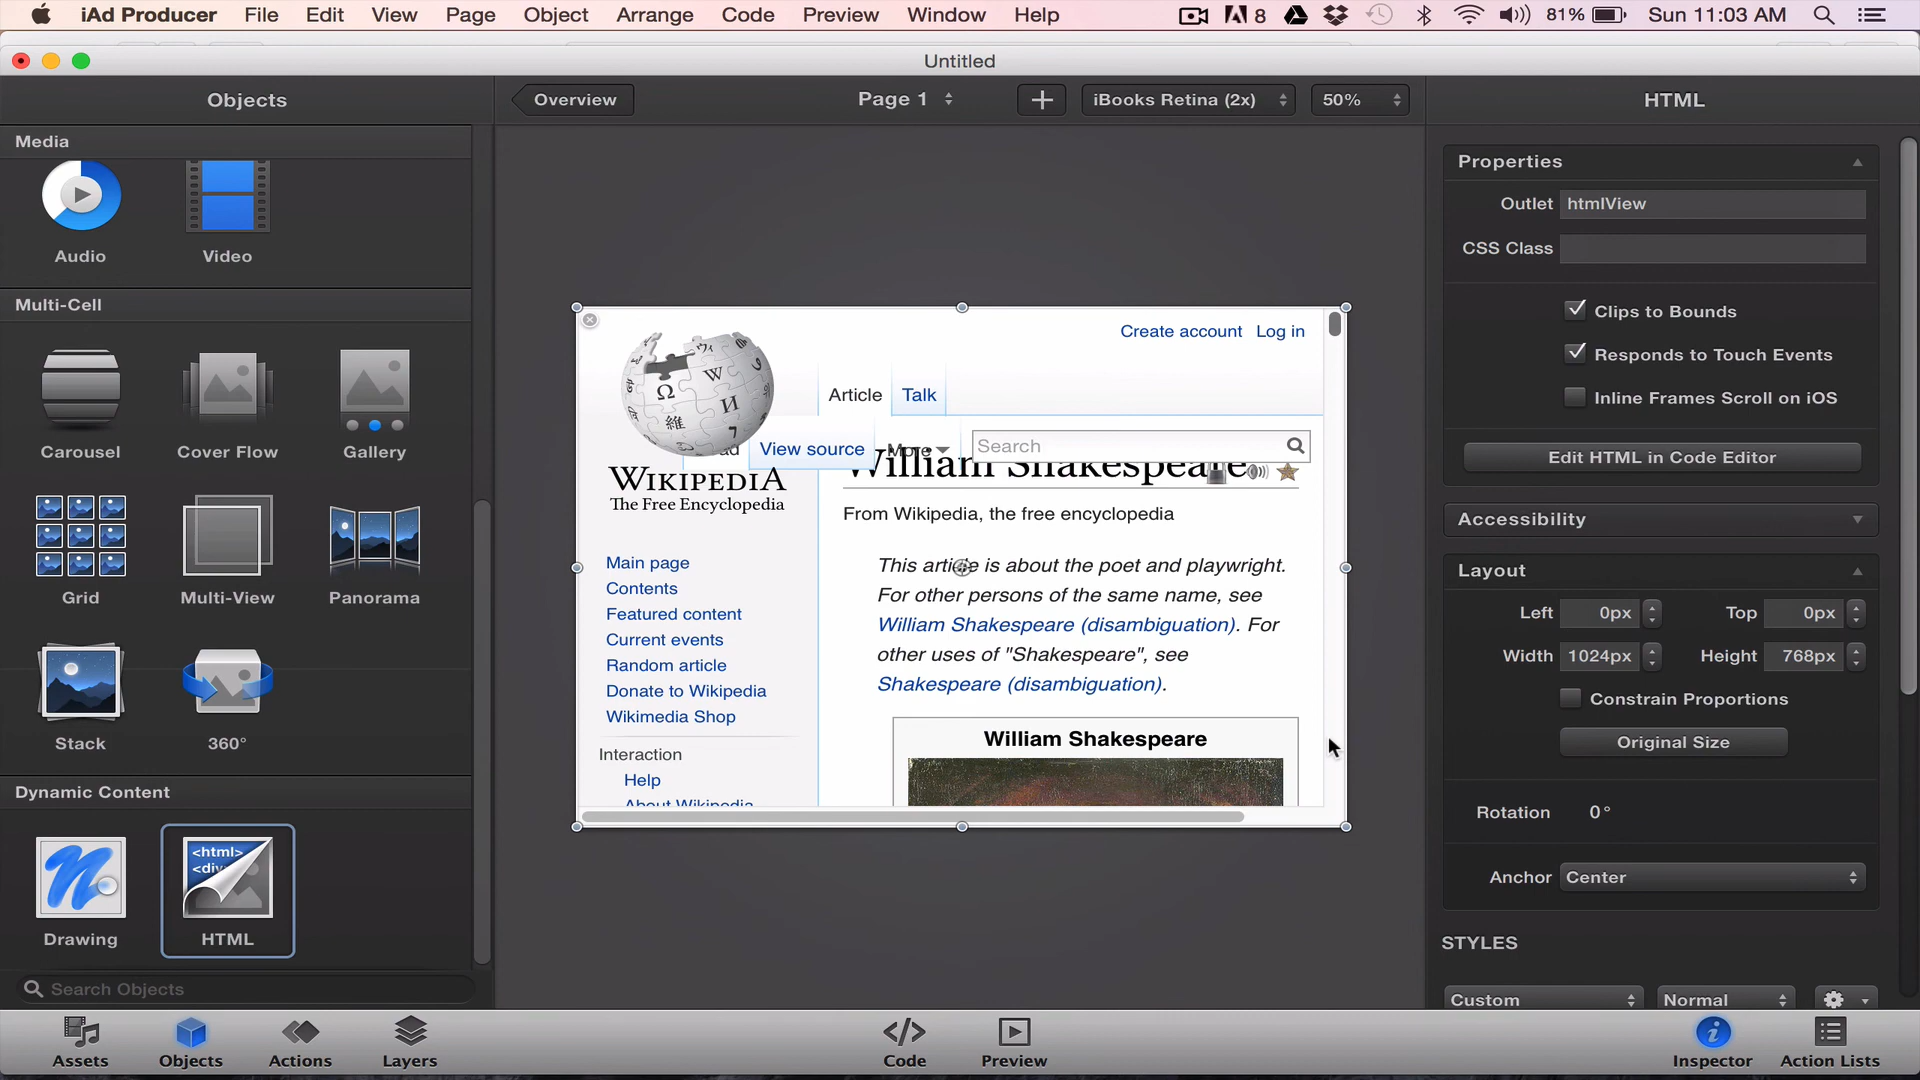 iAd Producer File Edit View Page Object Arrange Code Preview Window Help 8 81% Sun 11:03 AM
Untitled
Objects
Overview
Page 1
iBooks Retina (2x)
50%
HTML
Media
Audio
Video
Multi-Cell
Carousel
Cover Flow
Gallery
Grid
Multi-View
Panorama
Stack
360°
Dynamic Content
<html>
<div
Drawing
HTML
Search Objects
Create account Log in
Article Talk
View source More
Search
WIKIPEDIA
The Free Encyclopedia
William Shakespeare
From Wikipedia, the free encyclopedia
This article is about the poet and playwright.
For other persons of the same name, see
William Shakespeare (disambiguation). For
other uses of "Shakespeare", see
Shakespeare (disambiguation).
William Shakespeare
Main page
Contents
Featured content
Current events
Random article
Donate to Wikipedia
Wikimedia Shop
Interaction
Help
About Wikipedia
Properties
Outlet htmlView
CSS Class
Clips to Bounds
Responds to Touch Events
Inline Frames Scroll on iOS
Edit HTML in Code Editor
Accessibility
Layout
Left 0px Top 0px
Width 1024px Height 768px
Constrain Proportions
Original Size
Rotation 0°
Anchor Center
STYLES
Custom Normal
Assets
Objects
Actions
Layers
Code
Preview
Inspector
Action Lists